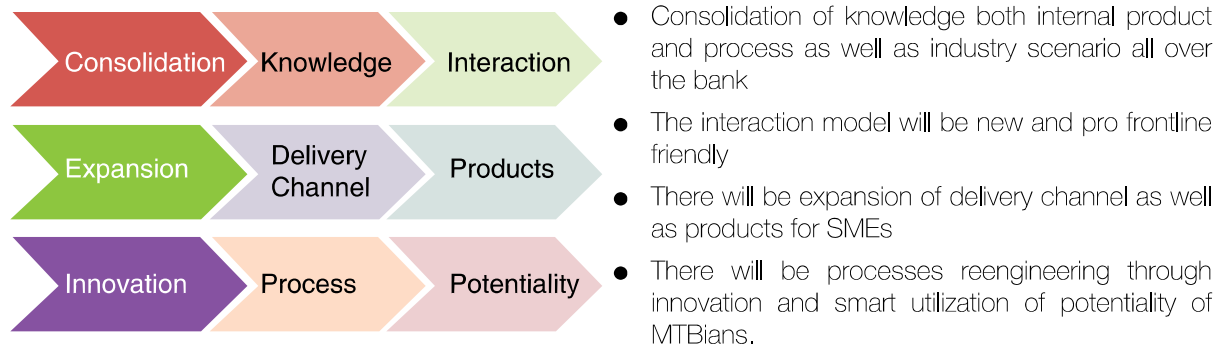 Consolidation Knowledge Interaction
Expansion Delivery Channel Products
Innovation Process Potentiality
● Consolidation of knowledge both internal product
and process as well as industry scenario all over
the bank
● The interaction model will be new and pro frontline
friendly
● There will be expansion of delivery channel as well
as products for SMEs
● There will be processes reengineering through
innovation and smart utilization of potentiality of
MTBians.